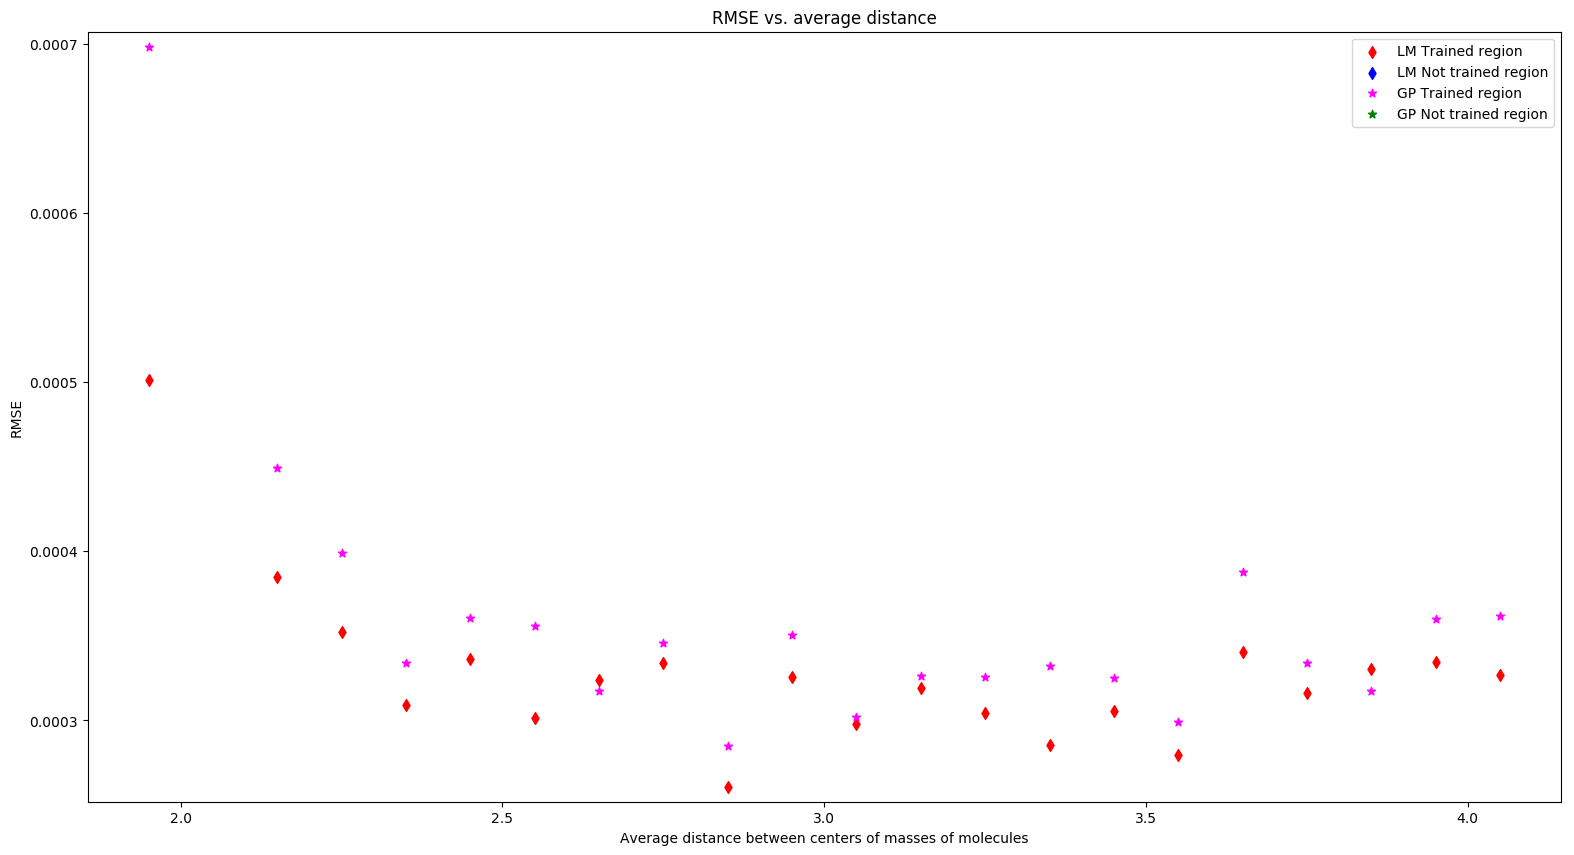 RMSE vs. average distance
LM Trained region
LM Not trained region
GP Trained region
GP Not trained region
RMSE
0.0007
0.0006
0.0005
0.0004
0.0003
2.0 2.5 3.0 3.5 4.0
Average distance between centers of masses of molecules